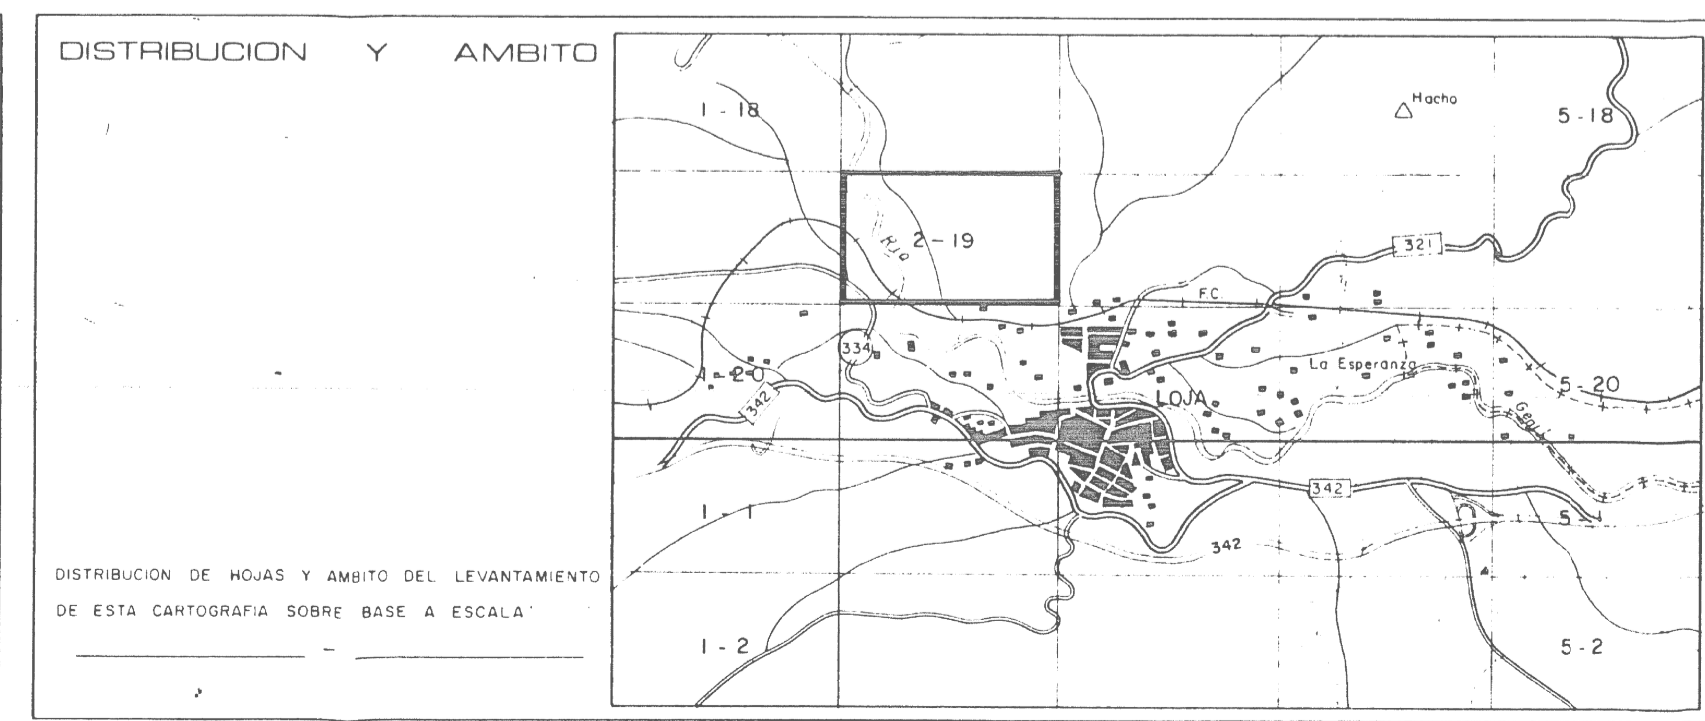 DISTRIBUCION Y AMBITO
DISTRIBUCION DE HOJAS Y AMBITO DEL LEVANTAMIENTO
DE ESTA CARTOGRAFIA SOBRE BASE A ESCALA
1 - 18
Hacho
5 - 18
Rio
2 - 19
321
F.C.
334
1 - 20
342
La Esperanza
5 - 20
LOJA
Genil
342
1 - 1
5 -
342
1 - 2
5 - 2